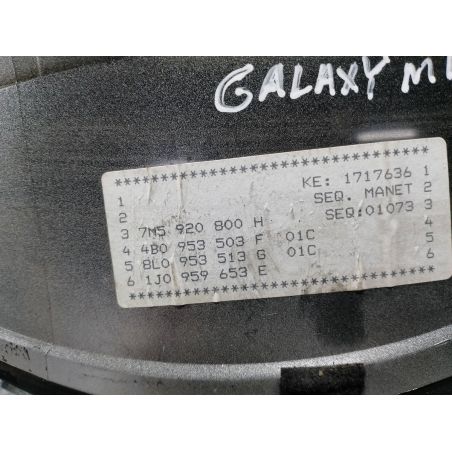 GALAXY M
********************************
1 KE: 1717636 1
2 SEQ. MANET 2
3 7M5 920 800 H SEQ:01073 3
4 4B0 953 503 F 01C 4
5 8L0 953 513 G 01C 5
6 1J0 959 653 E 6
********************************